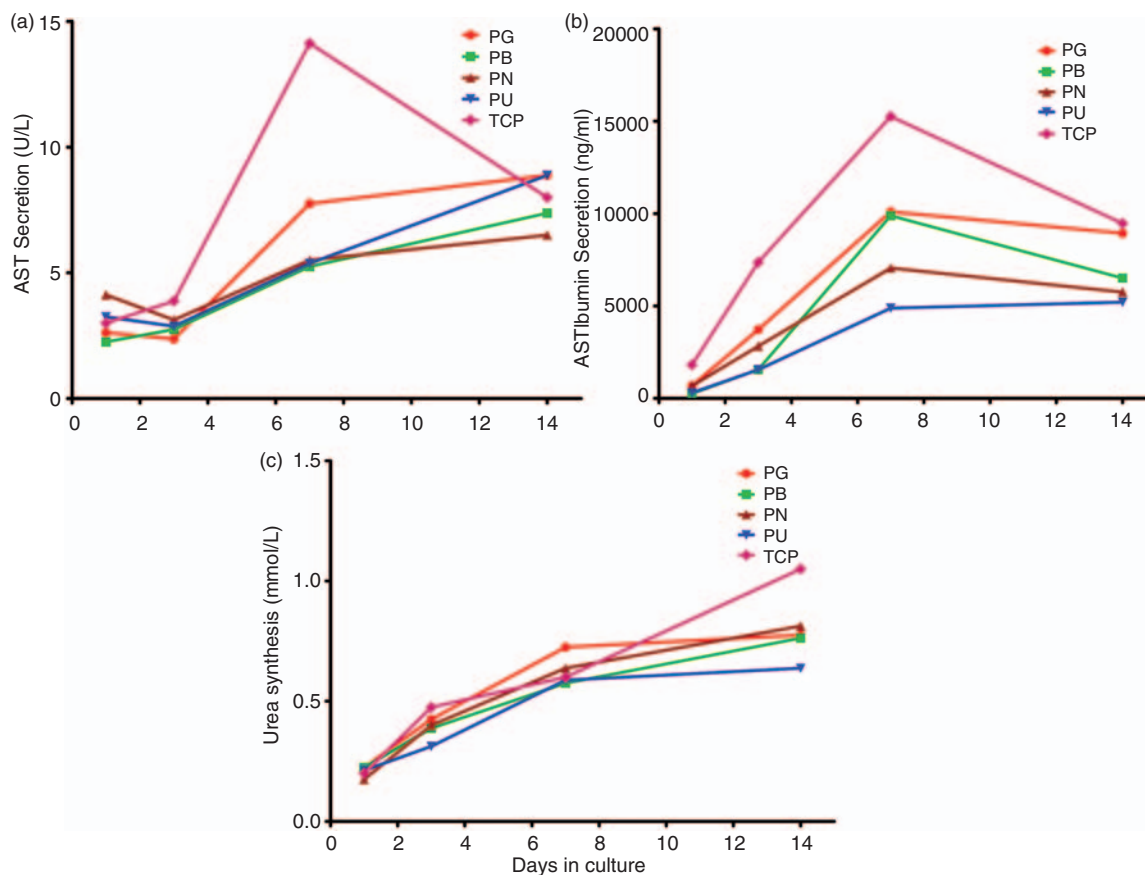 (a)
15
10
5
0
AST Secretion (U/L)
PG
PB
PN
PU
TCP
0 2 4 6 8 10 12 14
(b)
20000
15000
10000
5000
0
ASTlbumin Secretion (ng/ml)
PG
PB
PN
PU
TCP
0 2 4 6 8 10 12 14
(c)
1.5
1.0
0.5
0.0
Urea synthesis (mmol/L)
PG
PB
PN
PU
TCP
0 2 4 6 8 10 12 14
Days in culture